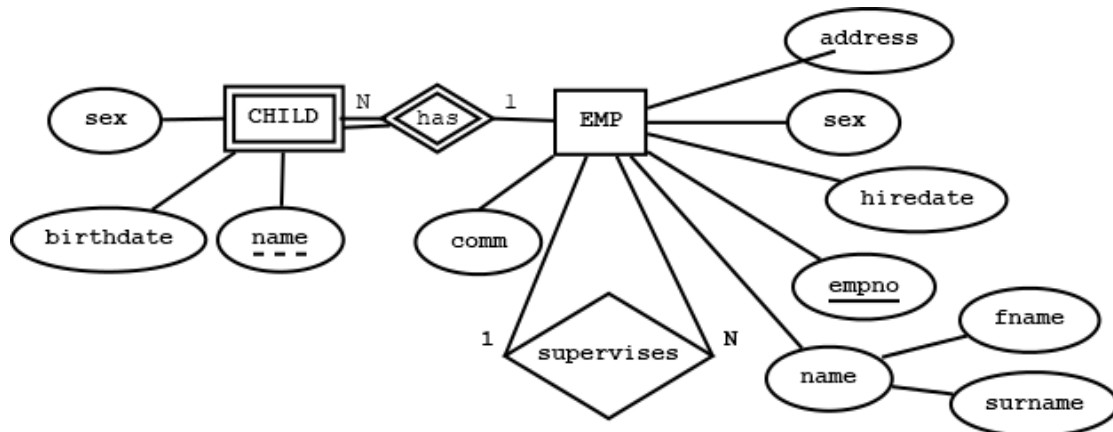 address
sex
CHILD
N
has
1
EMP
sex
hiredate
birthdate
name
comm
empno
fname
1
supervises
N
name
surname